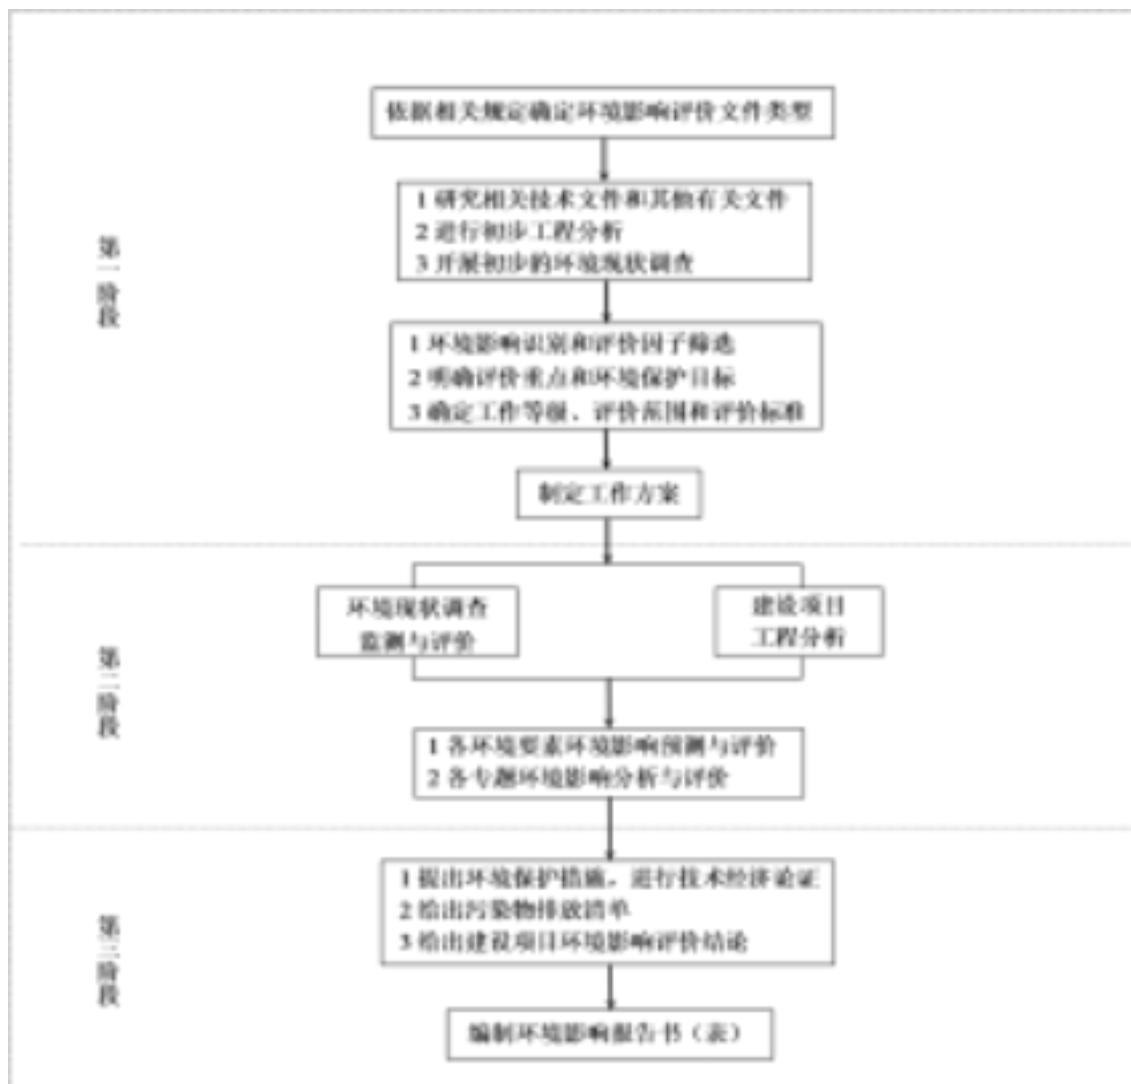 依据相关规定确定环境影响评价文件类型
第一阶段
1 研究相关技术文件和其他有关文件
2 进行初步工程分析
3 开展初步的环境现状调查
1 环境影响识别和评价因子筛选
2 明确评价重点和环境保护目标
3 确定工作等级、评价范围和评价标准
制定工作方案
第二阶段
环境现状调查
监测与评价
建设项目
工程分析
1 各环境要素环境影响预测与评价
2 各专题环境影响分析与评价
第三阶段
1 提出环境保护措施，进行技术经济论证
2 给出污染物排放清单
3 给出建设项目环境影响评价结论
编制环境影响报告书（表）